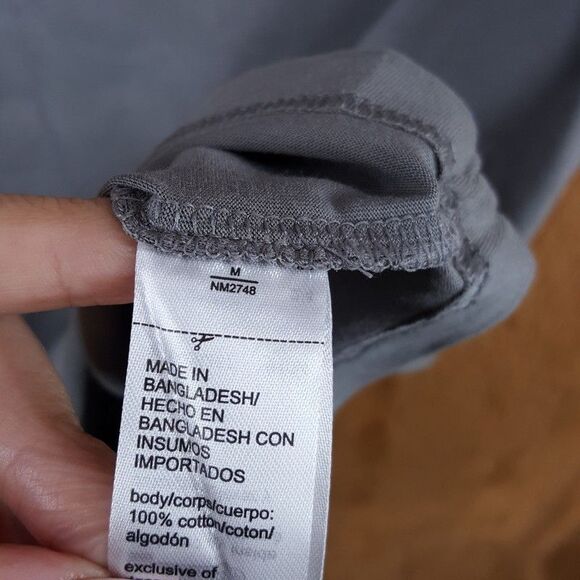 M
NM2748
MADE IN
BANGLADESH/
HECHO EN
BANGLADESH CON
INSUMOS
IMPORTADOS
body/corps/cuerpo:
100% cotton/coton/
algodón
exclusive of